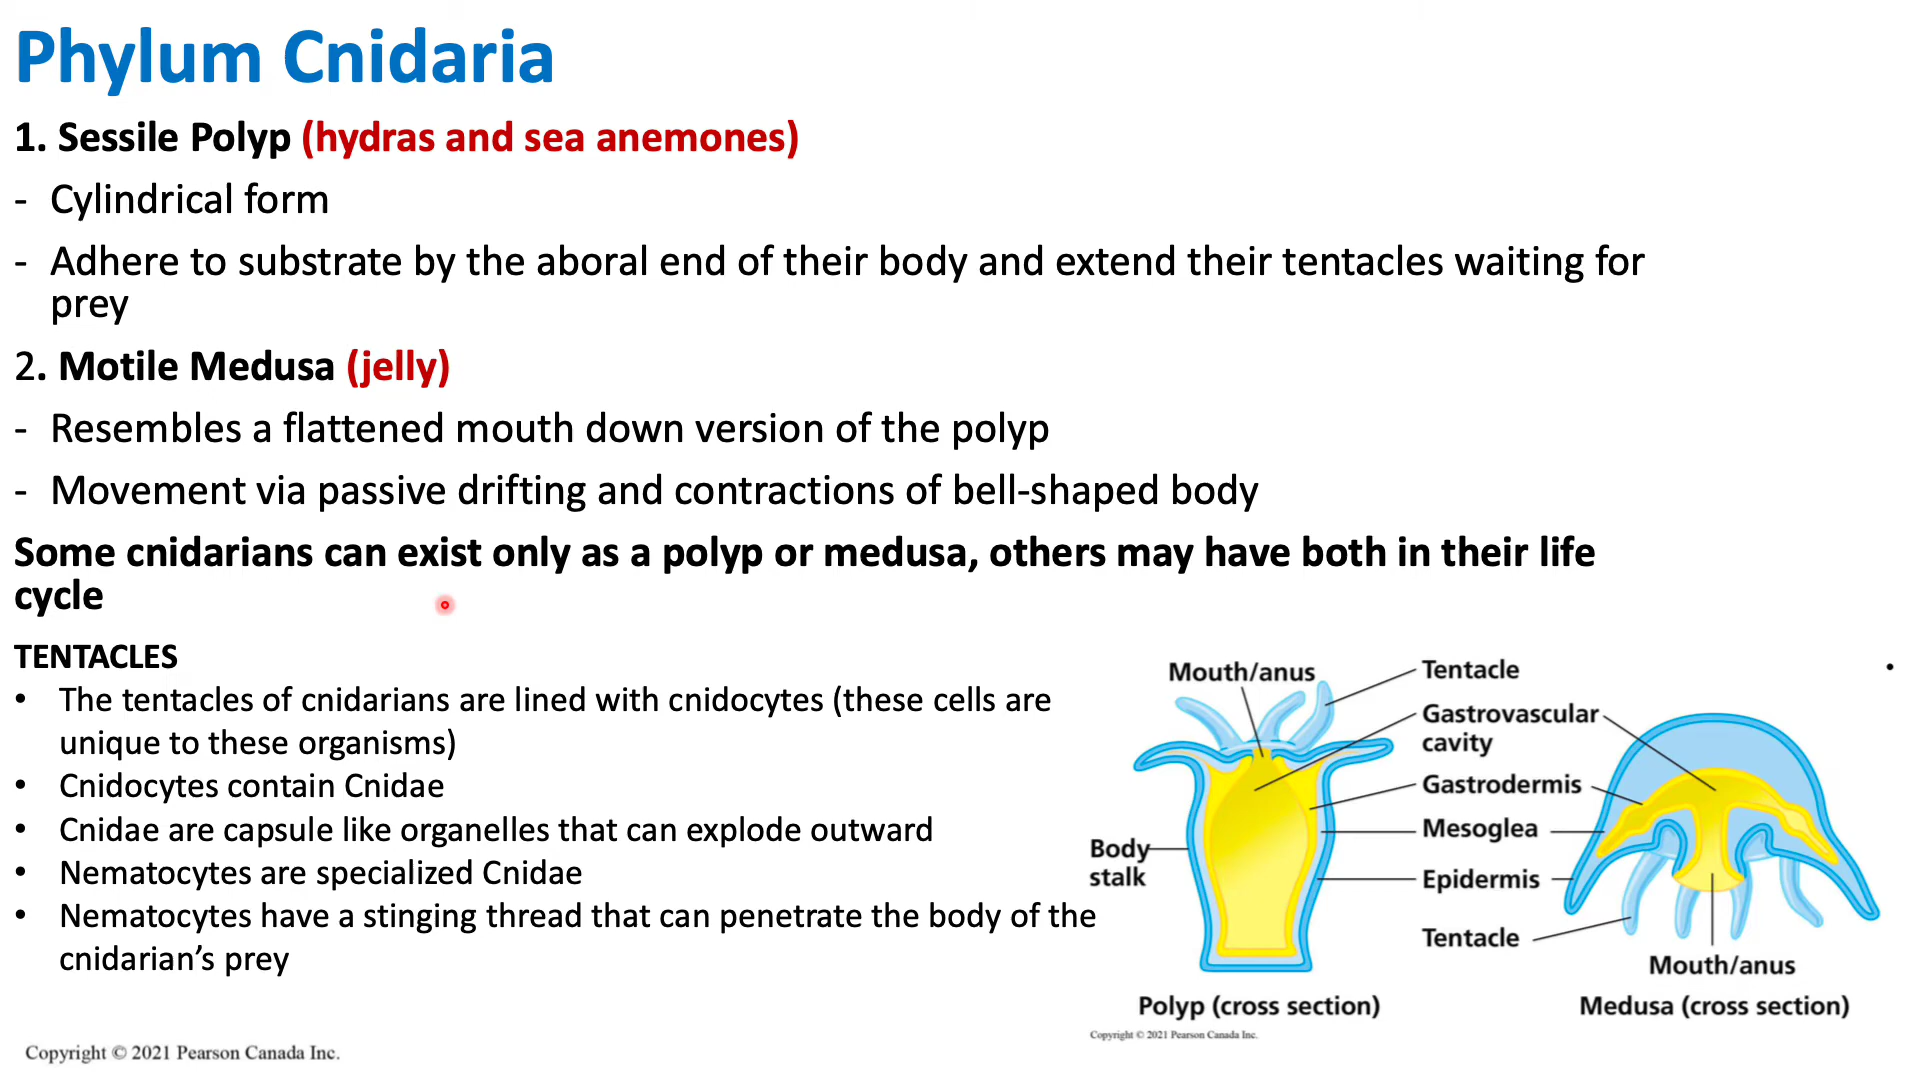 Phylum Cnidaria
1. Sessile Polyp (hydras and sea anemones)
- Cylindrical form
- Adhere to substrate by the aboral end of their body and extend their tentacles waiting for
prey
2. Motile Medusa (jelly)
- Resembles a flattened mouth down version of the polyp
- Movement via passive drifting and contractions of bell-shaped body
Some cnidarians can exist only as a polyp or medusa, others may have both in their life
cycle
TENTACLES
• The tentacles of cnidarians are lined with cnidocytes (these cells are
unique to these organisms)
• Cnidocytes contain Cnidae
• Cnidae are capsule like organelles that can explode outward
• Nematocytes are specialized Cnidae
• Nematocytes have a stinging thread that can penetrate the body of the
cnidarian's prey
Mouth/anus
Tentacle
Gastrovascular
cavity
Gastrodermis
Mesoglea
Body
stalk
Epidermis
Tentacle
Mouth/anus
Polyp (cross section)
Medusa (cross section)
Copyright © 2021 Pearson Canada Inc.
Copyright © 2021 Pearson Canada Inc.